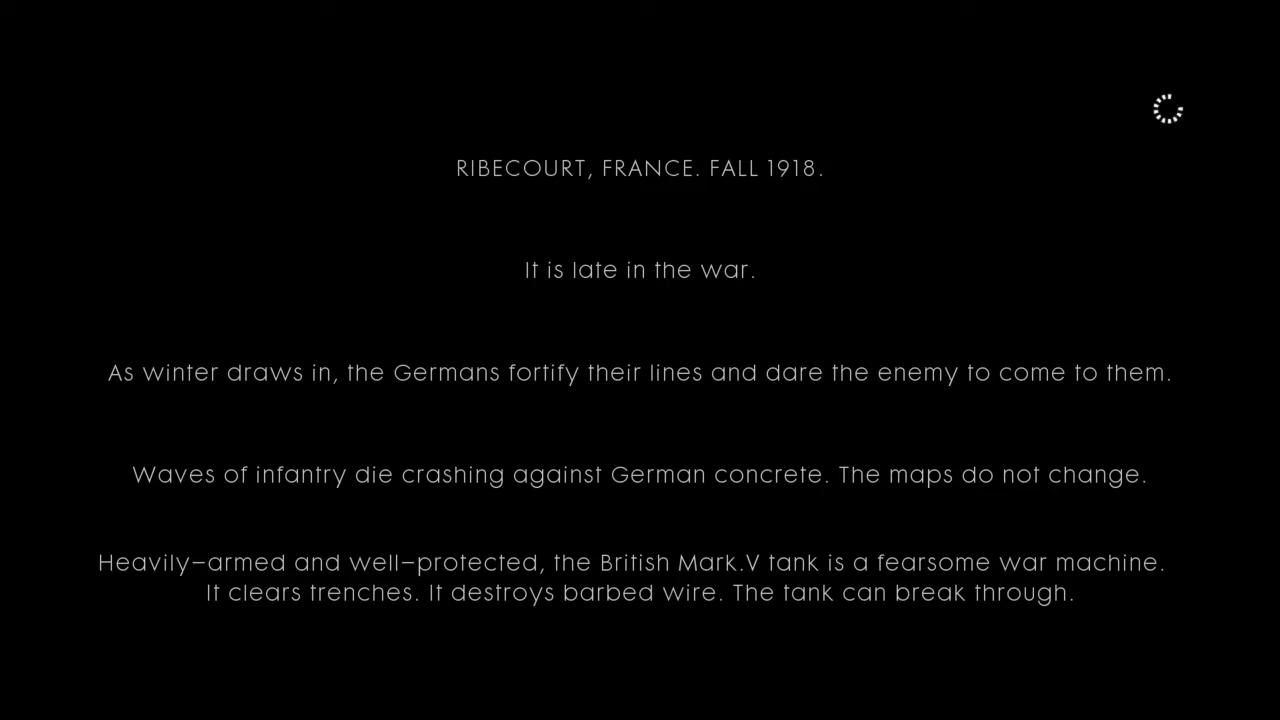 RIBECOURT, FRANCE. FALL 1918.
It is late in the war.
As winter draws in, the Germans fortify their lines and dare the enemy to come to them.
Waves of infantry die crashing against German concrete. The maps do not change.
Heavily–armed and well–protected, the British Mark.V tank is a fearsome war machine.
It clears trenches. It destroys barbed wire. The tank can break through.